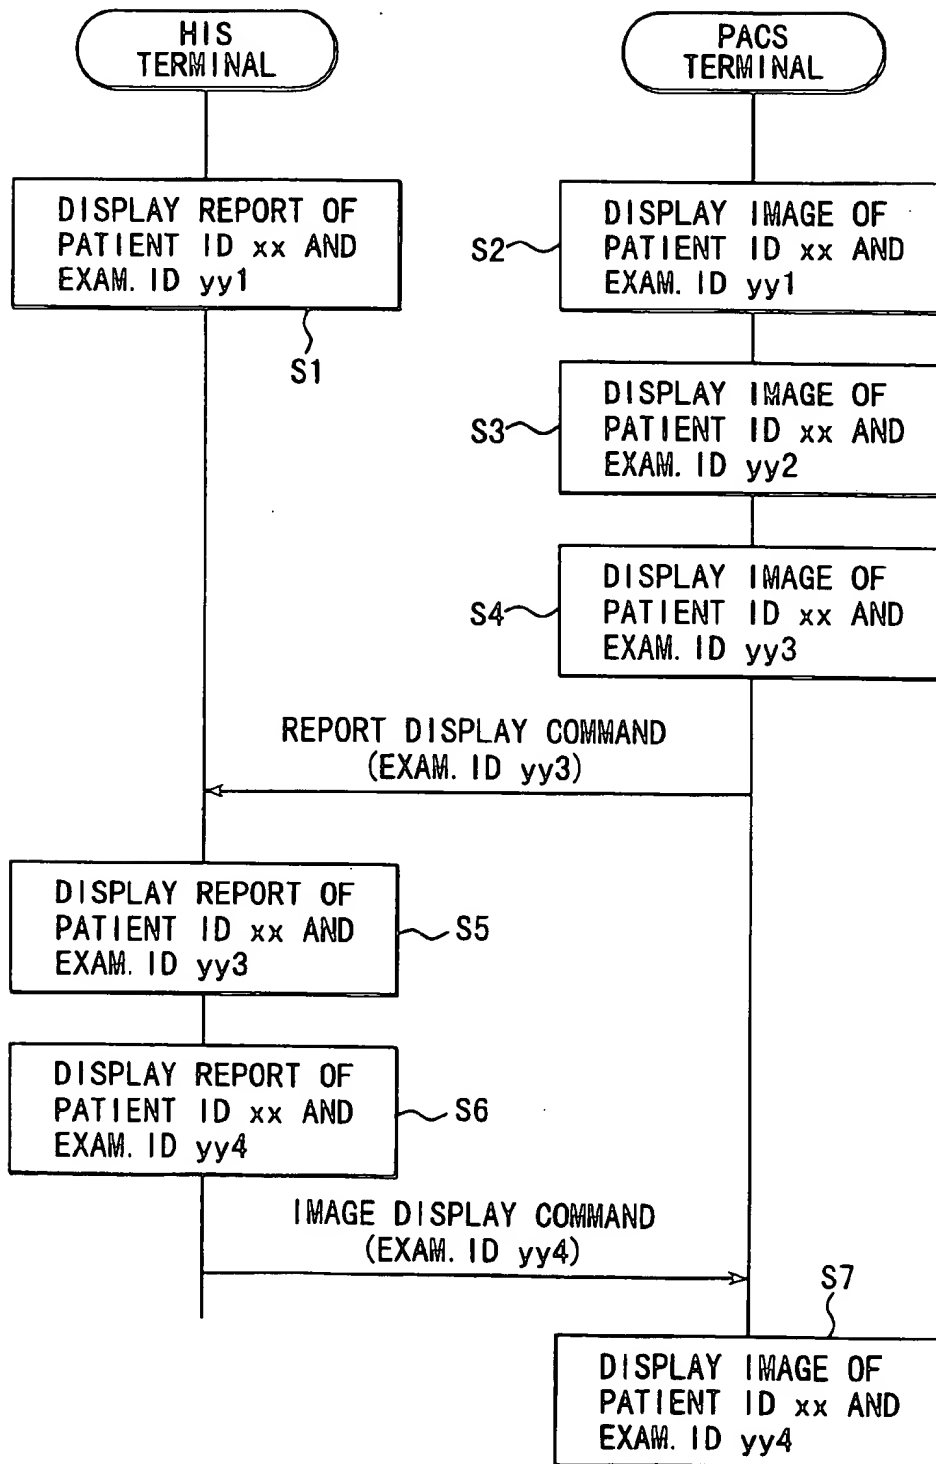 HIS
TERMINAL
PACS
TERMINAL
DISPLAY REPORT OF
PATIENT ID xx AND
EXAM. ID yy1
S1
S2
DISPLAY IMAGE OF
PATIENT ID xx AND
EXAM. ID yy1
S3
DISPLAY IMAGE OF
PATIENT ID xx AND
EXAM. ID yy2
S4
DISPLAY IMAGE OF
PATIENT ID xx AND
EXAM. ID yy3
REPORT DISPLAY COMMAND
(EXAM. ID yy3)
DISPLAY REPORT OF
PATIENT ID xx AND
EXAM. ID yy3
S5
DISPLAY REPORT OF
PATIENT ID xx AND
EXAM. ID yy4
S6
IMAGE DISPLAY COMMAND
(EXAM. ID yy4)
S7
DISPLAY IMAGE OF
PATIENT ID xx AND
EXAM. ID yy4